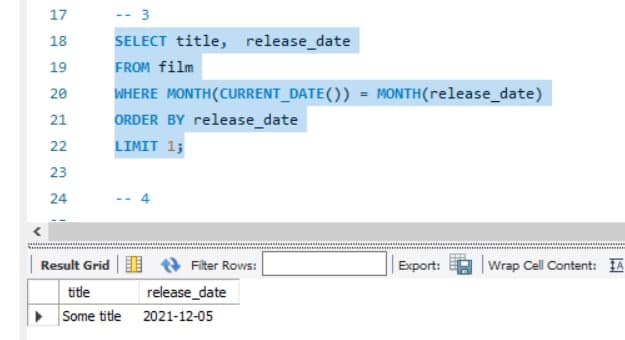 17 -- 3
18 SELECT title,  release_date
19 FROM film
20 WHERE MONTH(CURRENT_DATE()) = MONTH(release_date)
21 ORDER BY release_date
22 LIMIT 1;
23
24 -- 4
Result Grid Filter Rows: Export: Wrap Cell Content: IA
title release_date
Some title 2021-12-05